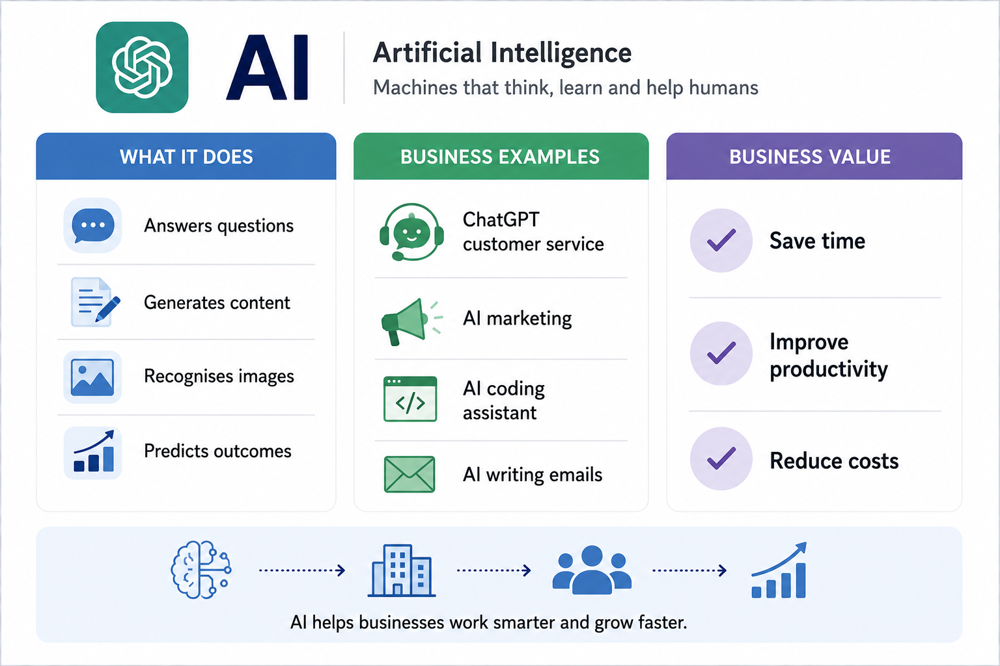 AI
Artificial Intelligence
Machines that think, learn and help humans
WHAT IT DOES
Answers questions
Generates content
Recognises images
Predicts outcomes
BUSINESS EXAMPLES
ChatGPT
customer service
AI marketing
</>
AI coding
assistant
AI writing emails
BUSINESS VALUE
Save time
Improve
productivity
Reduce costs
AI helps businesses work smarter and grow faster.